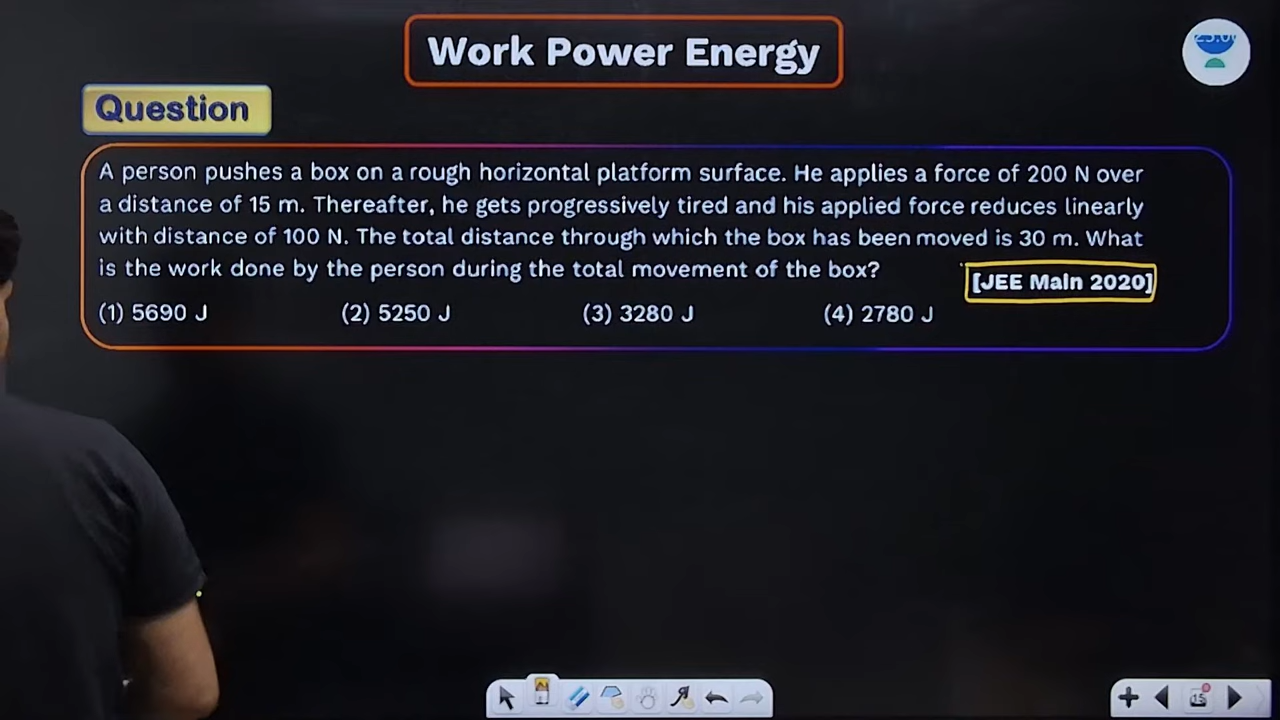 Work Power Energy
Question
A person pushes a box on a rough horizontal platform surface. He applies a force of 200 N over
a distance of 15 m. Thereafter, he gets progressively tired and his applied force reduces linearly
with distance of 100 N. The total distance through which the box has been moved is 30 m. What
is the work done by the person during the total movement of the box?
[JEE Main 2020]
(1) 5690 J (2) 5250 J (3) 3280 J (4) 2780 J
15